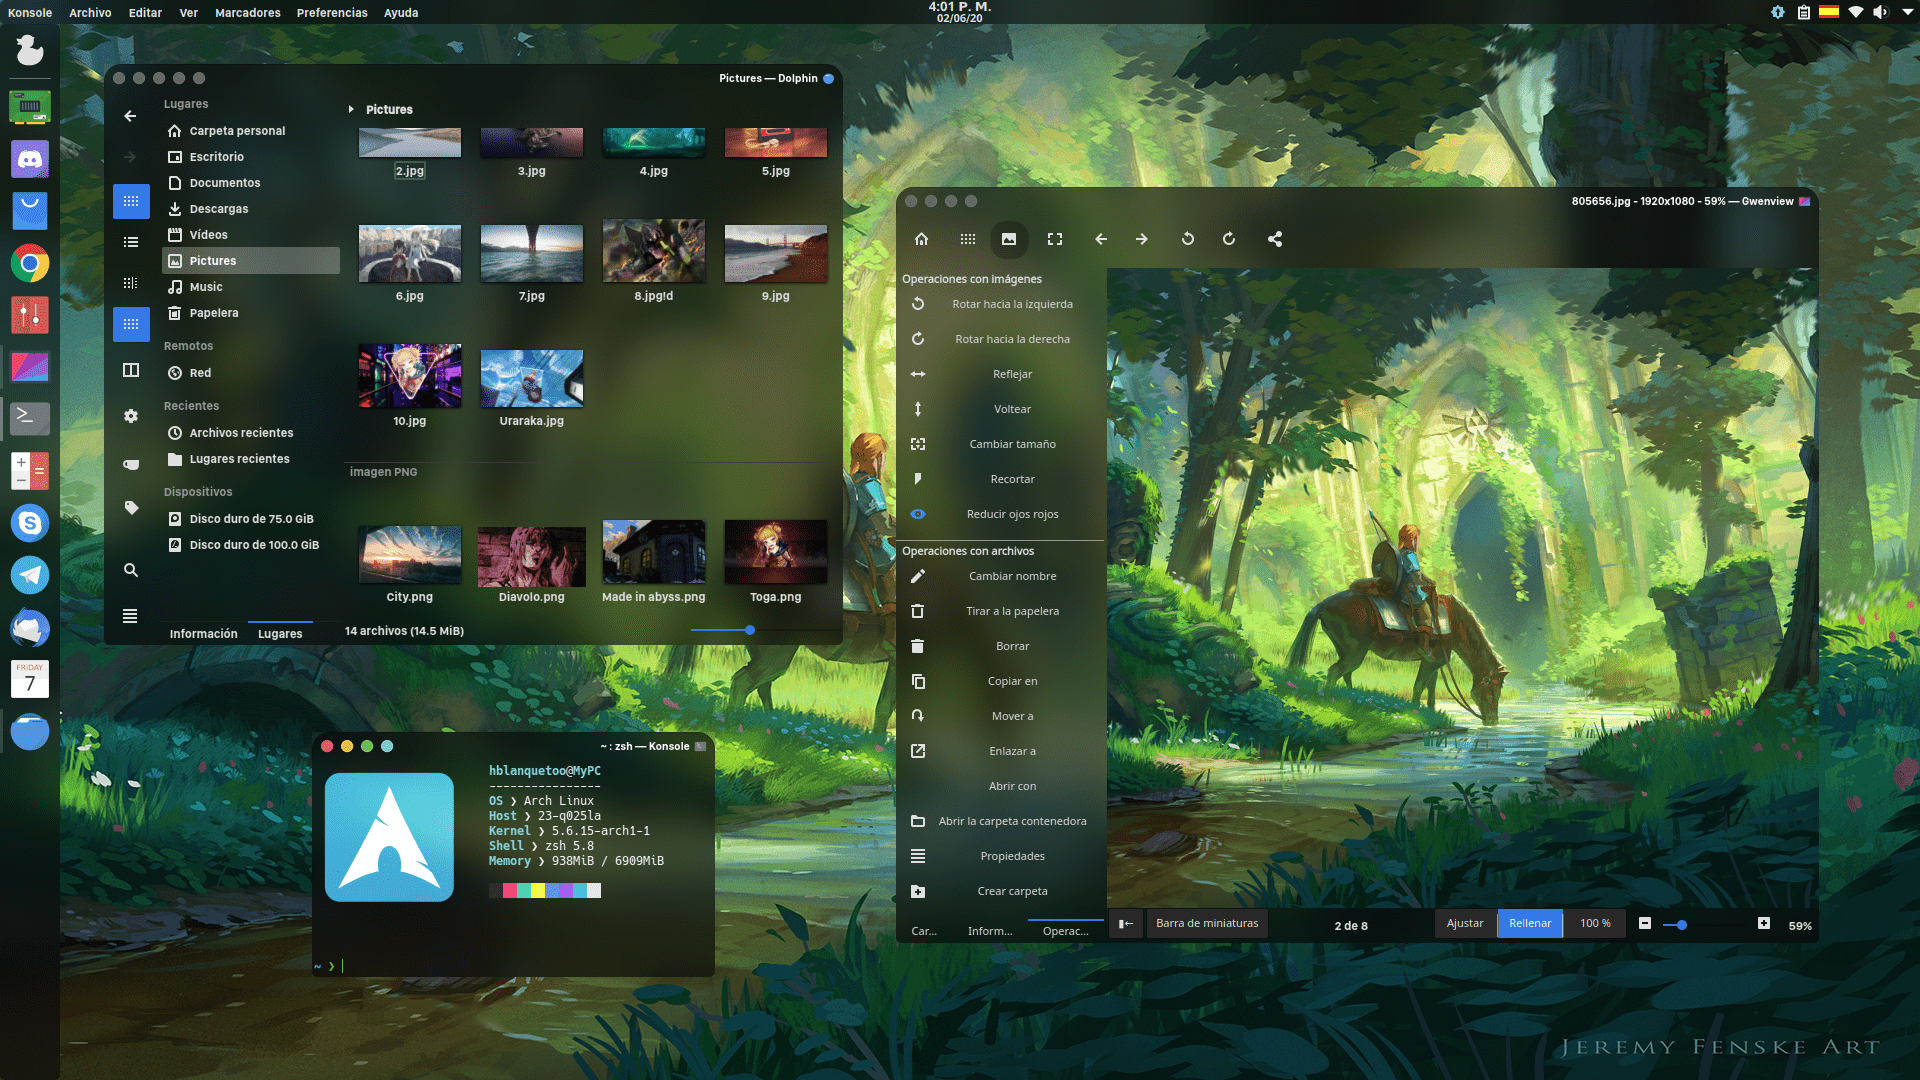 Konsole Archivo Editar Ver Marcadores Preferencias Ayuda
4:01 P. M.
02/06/20
Pictures — Dolphin
Lugares
Carpeta personal
Escritorio
Documentos
Descargas
Vídeos
Pictures
Music
Papelera
Remotos
Red
Recientes
Archivos recientes
Lugares recientes
Dispositivos
Disco duro de 75.0 GiB
Disco duro de 100.0 GiB
Información Lugares
Pictures
2.jpg 3.jpg 4.jpg 5.jpg
6.jpg 7.jpg 8.jpg!d 9.jpg
10.jpg Uraraka.jpg
imagen PNG
City.png Diavolo.png Made in abyss.png Toga.png
14 archivos (14.5 MiB)
FRIDAY
7
~ : zsh — Konsole
hblanquetoo@MyPC
----------------
OS ❯ Arch Linux
Host ❯ 23-q025la
Kernel ❯ 5.6.15-arch1-1
Shell ❯ zsh 5.8
Memory ❯ 938MiB / 6909MiB
~ ❯
805656.jpg - 1920x1080 - 59% — Gwenview
Operaciones con imágenes
Rotar hacia la izquierda
Rotar hacia la derecha
Reflejar
Voltear
Cambiar tamaño
Recortar
Reducir ojos rojos
Operaciones con archivos
Cambiar nombre
Tirar a la papelera
Borrar
Copiar en
Mover a
Enlazar a
Abrir con
Abrir la carpeta contenedora
Propiedades
Crear carpeta
Car... Inform... Operac...
Barra de miniaturas 2 de 8 Ajustar Rellenar 100 % 59%
JEREMY FENSKE ART